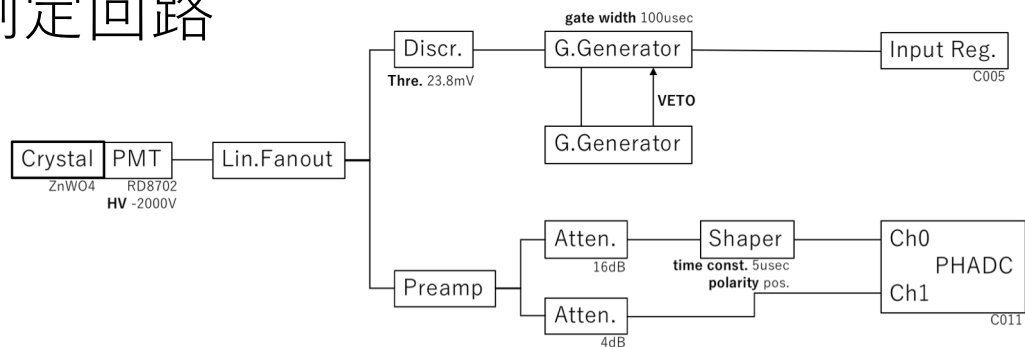 測定回路
gate width 100usec
Discr.
G.Generator
Input Reg.
Thre. 23.8mV
C005
VETO
G.Generator
Crystal
PMT
Lin.Fanout
ZnWO4
RD8702
HV -2000V
Atten.
Shaper
Ch0
16dB
time const. 5usec
PHADC
polarity pos.
Preamp
Ch1
Atten.
C011
4dB